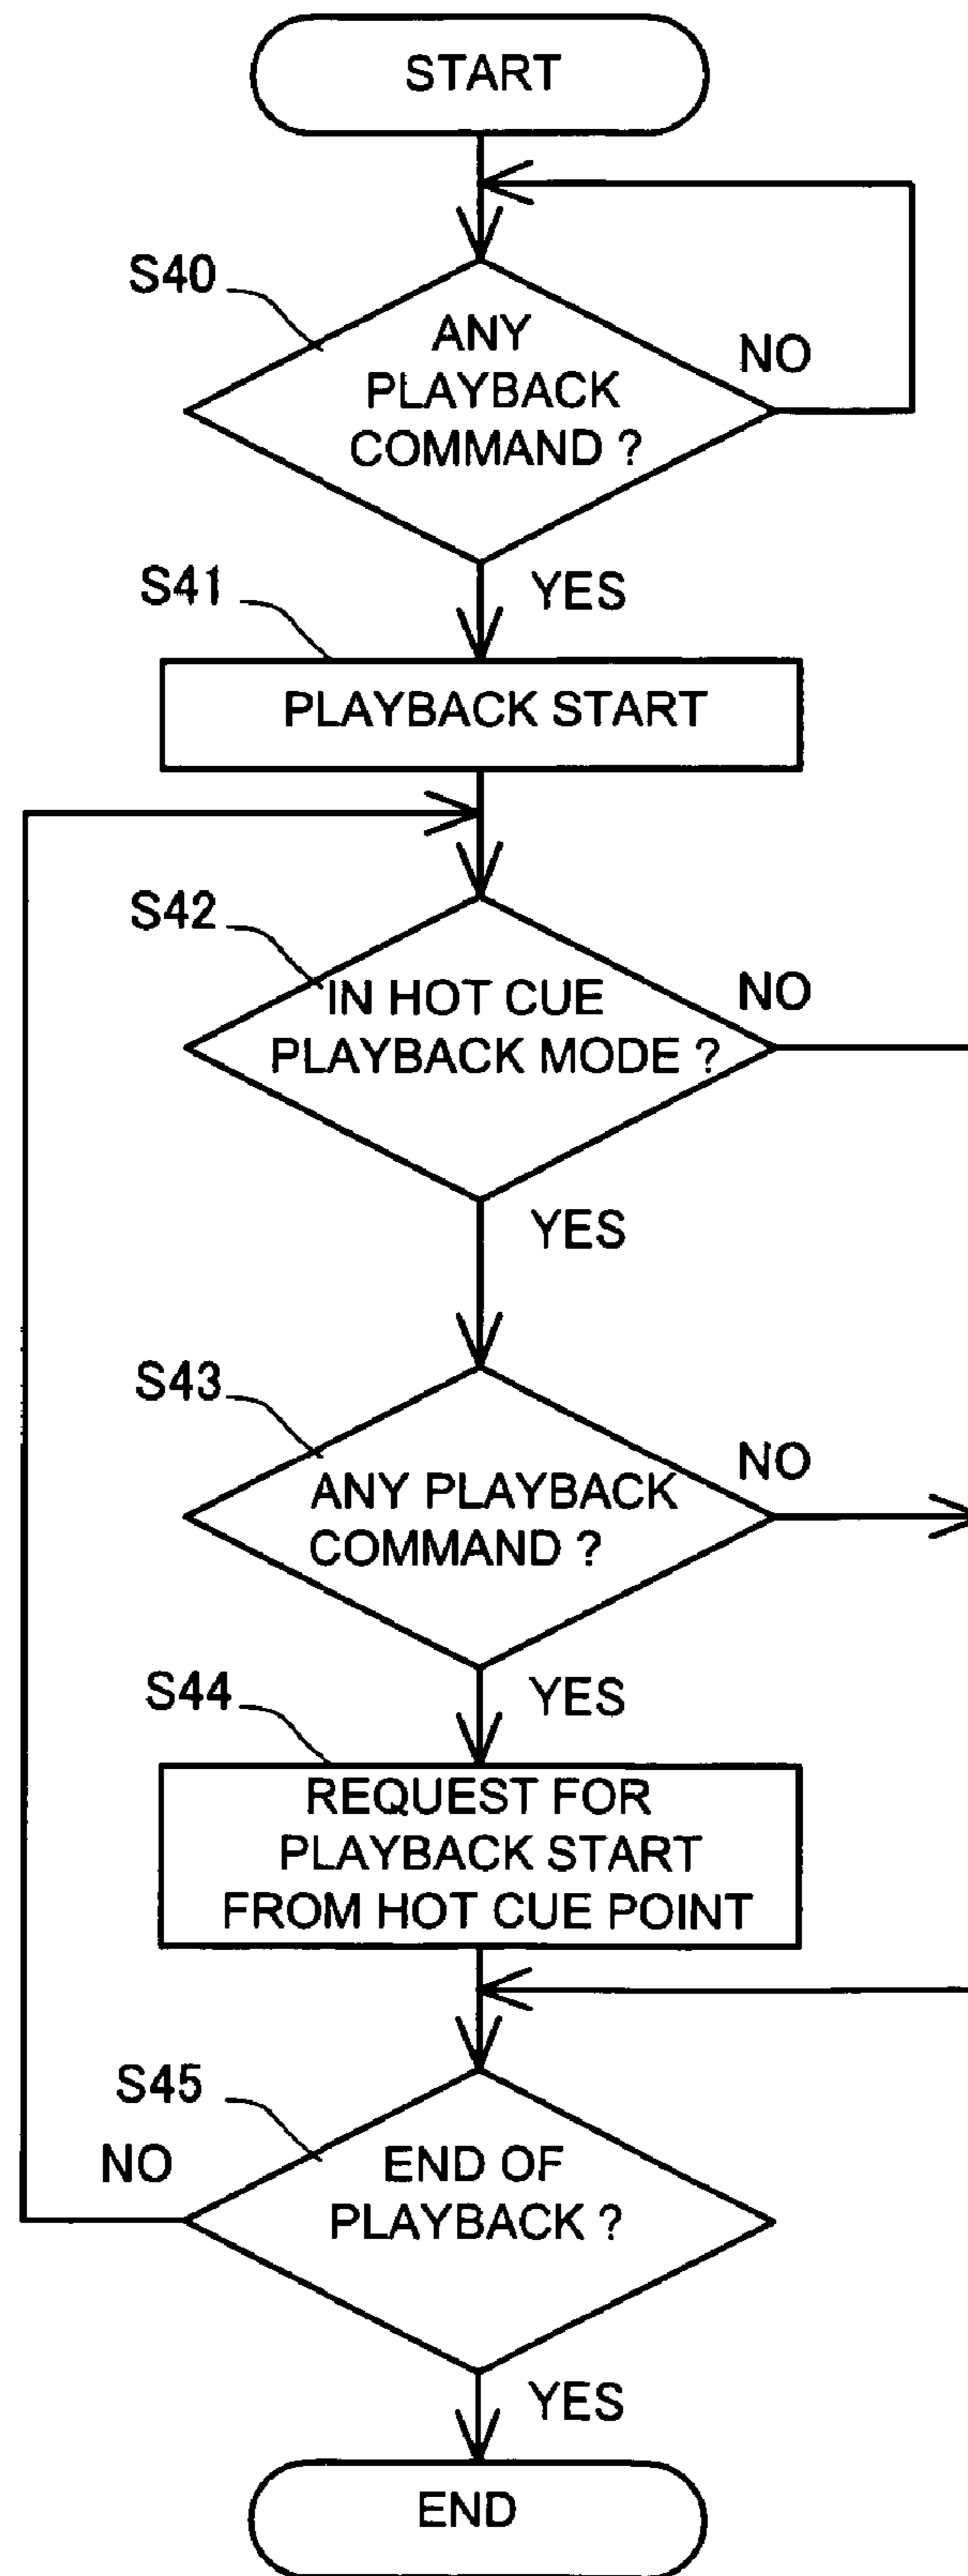 START
S40
ANY
PLAYBACK
COMMAND ?
NO
YES
S41
PLAYBACK START
S42
IN HOT CUE
PLAYBACK MODE ?
NO
YES
S43
ANY PLAYBACK
COMMAND ?
NO
YES
S44
REQUEST FOR
PLAYBACK START
FROM HOT CUE POINT
S45
NO
END OF
PLAYBACK ?
YES
END